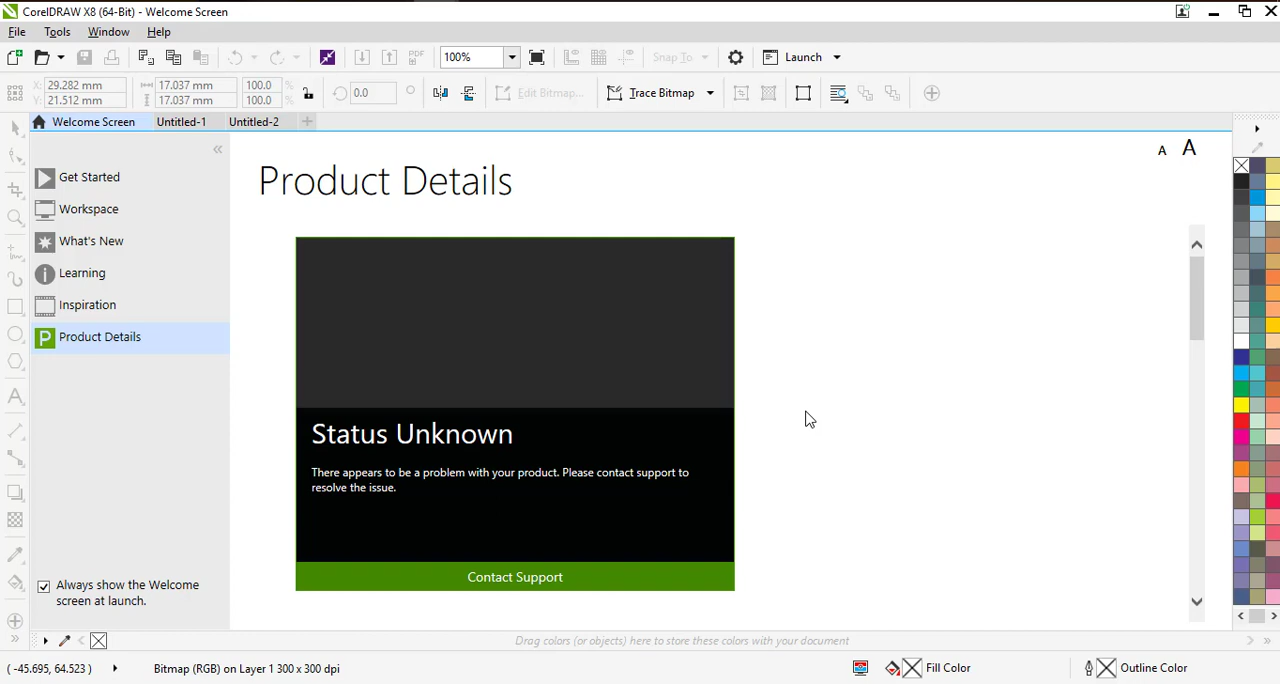 CorelDRAW X8 (64-Bit) - Welcome Screen
File Tools Window Help
PDF 100% Snap To Launch
X: 29.282 mm 17.037 mm 100.0 % 0.0 ° Edit Bitmap... Trace Bitmap
Y: 21.512 mm 17.037 mm 100.0 %
Welcome Screen Untitled-1 Untitled-2
A A
Product Details
Get Started
Workspace
What's New
Learning
Inspiration
P Product Details
Status Unknown
There appears to be a problem with your product. Please contact support to
resolve the issue.
Contact Support
Always show the Welcome
screen at launch.
Drag colors (or objects) here to store these colors with your document
( -45.695, 64.523 ) Bitmap (RGB) on Layer 1 300 x 300 dpi Fill Color Outline Color